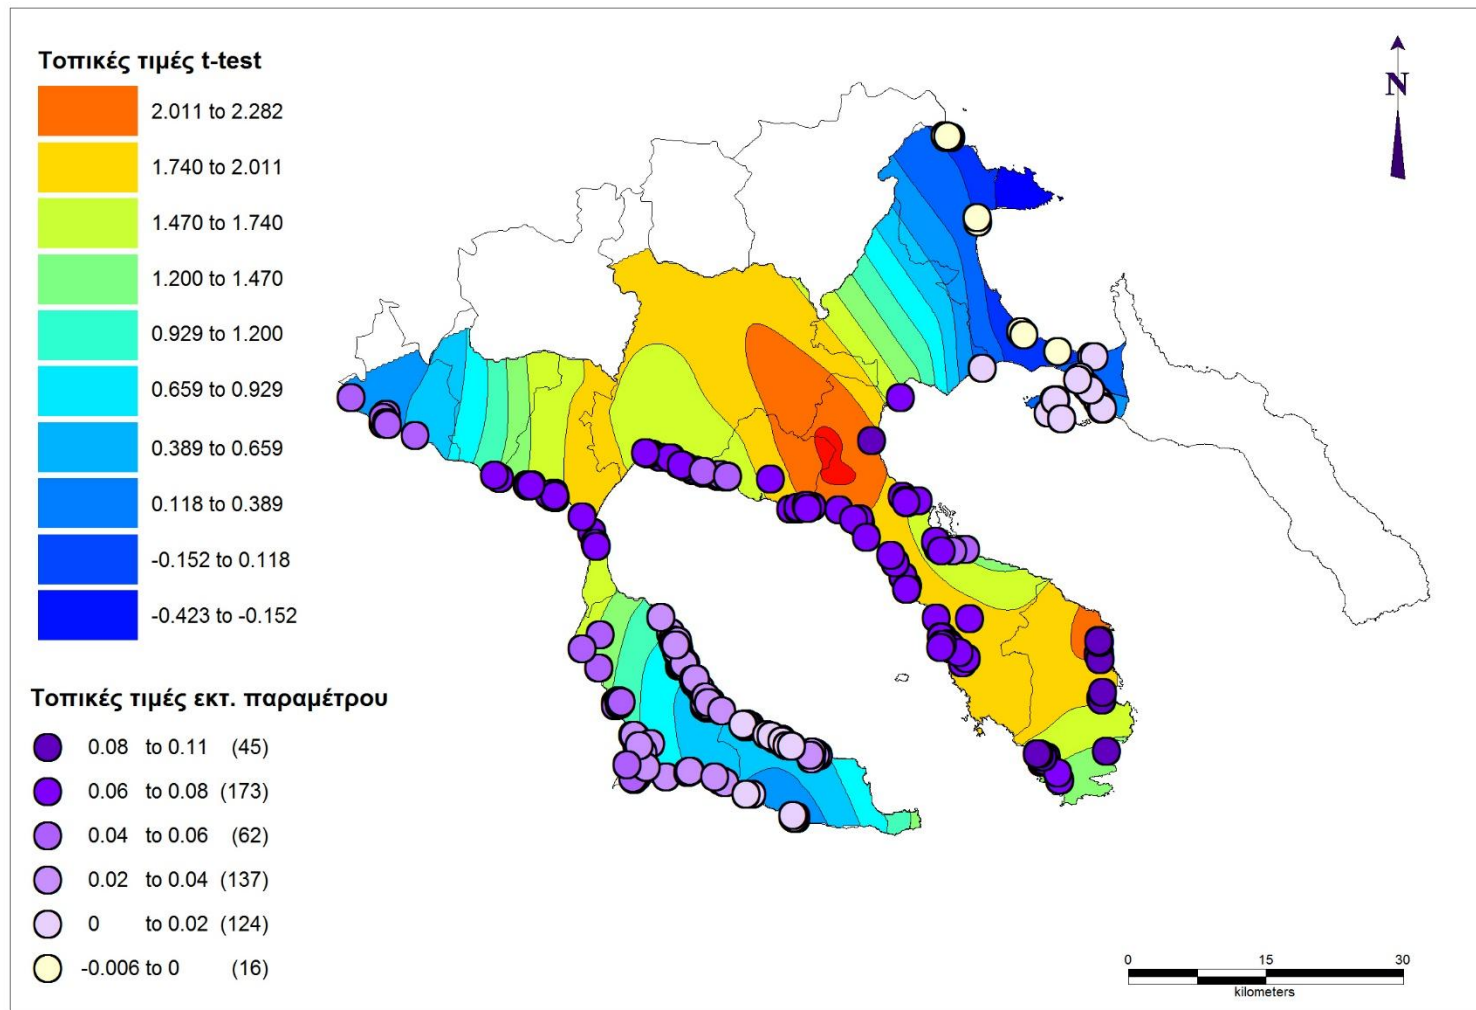 Τοπικές τιμές t-test
2.011 to 2.282
1.740 to 2.011
1.470 to 1.740
1.200 to 1.470
0.929 to 1.200
0.659 to 0.929
0.389 to 0.659
0.118 to 0.389
-0.152 to 0.118
-0.423 to -0.152
Τοπικές τιμές εκτ. παραμέτρου
0.08 to 0.11 (45)
0.06 to 0.08 (173)
0.04 to 0.06 (62)
0.02 to 0.04 (137)
0 to 0.02 (124)
-0.006 to 0 (16)
N
0 15 30
kilometers